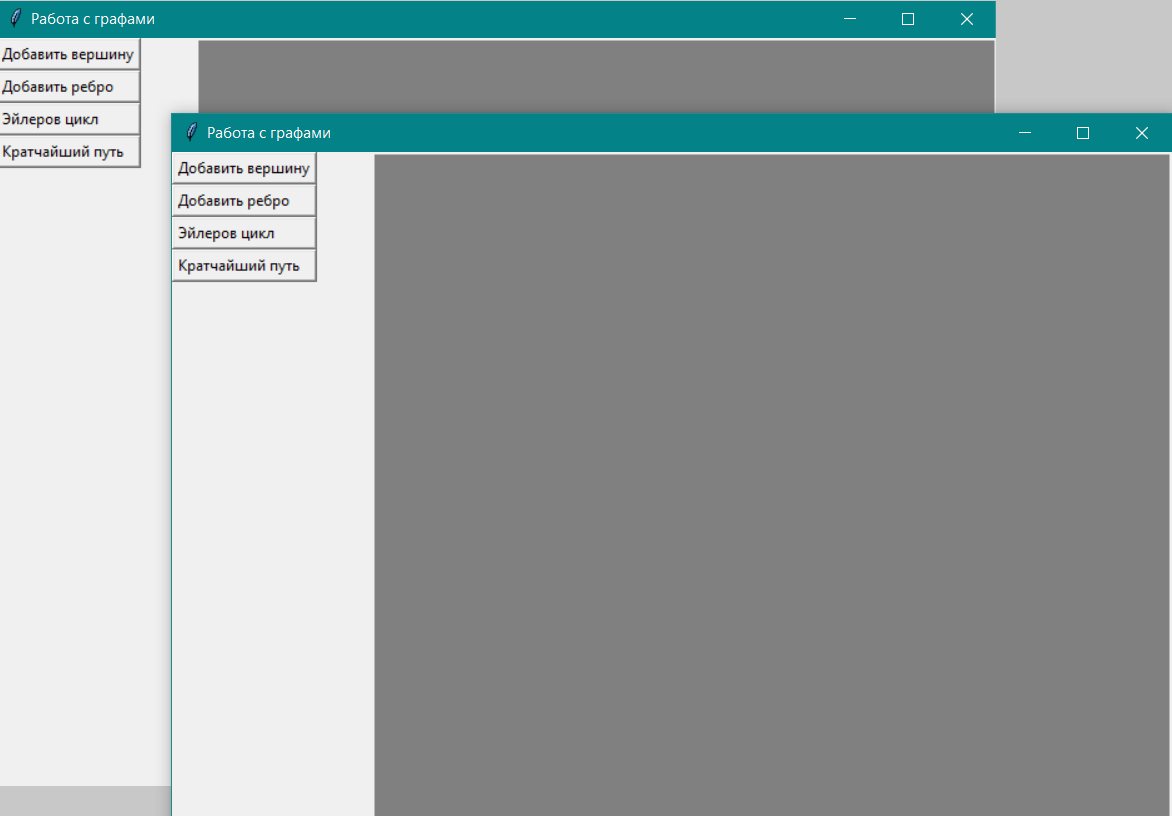 Работа с графами
Добавить вершину
Добавить ребро
Эйлеров цикл
Кратчайший путь
Работа с графами
Добавить вершину
Добавить ребро
Эйлеров цикл
Кратчайший путь